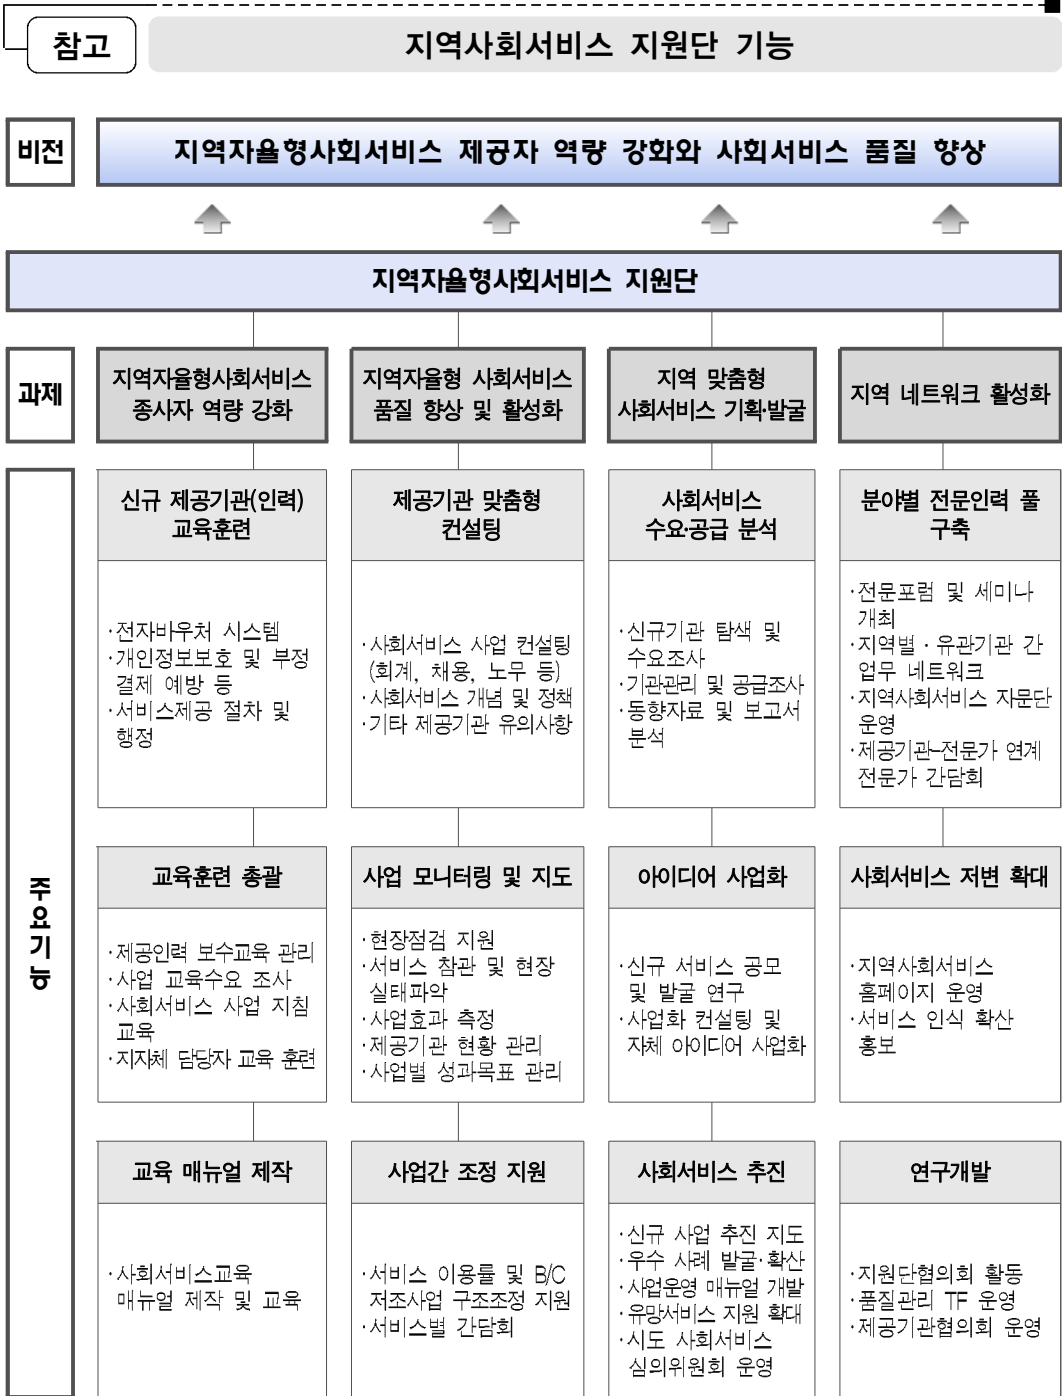 참고
지역사회서비스 지원단 기능
비전
지역자율형사회서비스 제공자 역량 강화와 사회서비스 품질 향상
지역자율형사회서비스 지원단
과제
지역자율형사회서비스
종사자 역량 강화
지역자율형 사회서비스
품질 향상 및 활성화
지역 맞춤형
사회서비스 기획·발굴
지역 네트워크 활성화
주요기능
신규 제공기관(인력)
교육훈련
·전자바우처 시스템
·개인정보보호 및 부정
결제 예방 등
·서비스제공 절차 및
행정
제공기관 맞춤형
컨설팅
·사회서비스 사업 컨설팅
(회계, 채용, 노무 등)
·사회서비스 개념 및 정책
·기타 제공기관 유의사항
사회서비스
수요·공급 분석
·신규기관 탐색 및
수요조사
·기관관리 및 공급조사
·동향자료 및 보고서
분석
분야별 전문인력 풀
구축
·전문포럼 및 세미나
개최
·지역별·유관기관 간
업무 네트워크
·지역사회서비스 자문단
운영
·제공기관-전문가 연계
전문가 간담회
교육훈련 총괄
·제공인력 보수교육 관리
·사업 교육수요 조사
·사회서비스 사업 지침
교육
·지자체 담당자 교육 훈련
사업 모니터링 및 지도
·현장점검 지원
·서비스 참관 및 현장
실태파악
·사업효과 측정
·제공기관 현황 관리
·사업별 성과목표 관리
아이디어 사업화
·신규 서비스 공모
및 발굴 연구
·사업화 컨설팅 및
자체 아이디어 사업화
사회서비스 저변 확대
·지역사회서비스
홈페이지 운영
·서비스 인식 확산
홍보
교육 매뉴얼 제작
·사회서비스교육
매뉴얼 제작 및 교육
사업간 조정 지원
·서비스 이용률 및 B/C
저조사업 구조조정 지원
·서비스별 간담회
사회서비스 추진
·신규 사업 추진 지도
·우수 사례 발굴·확산
·사업운영 매뉴얼 개발
·유망서비스 지원 확대
·시도 사회서비스
심의위원회 운영
연구개발
·지원단협의회 활동
·품질관리 TF 운영
·제공기관협의회 운영